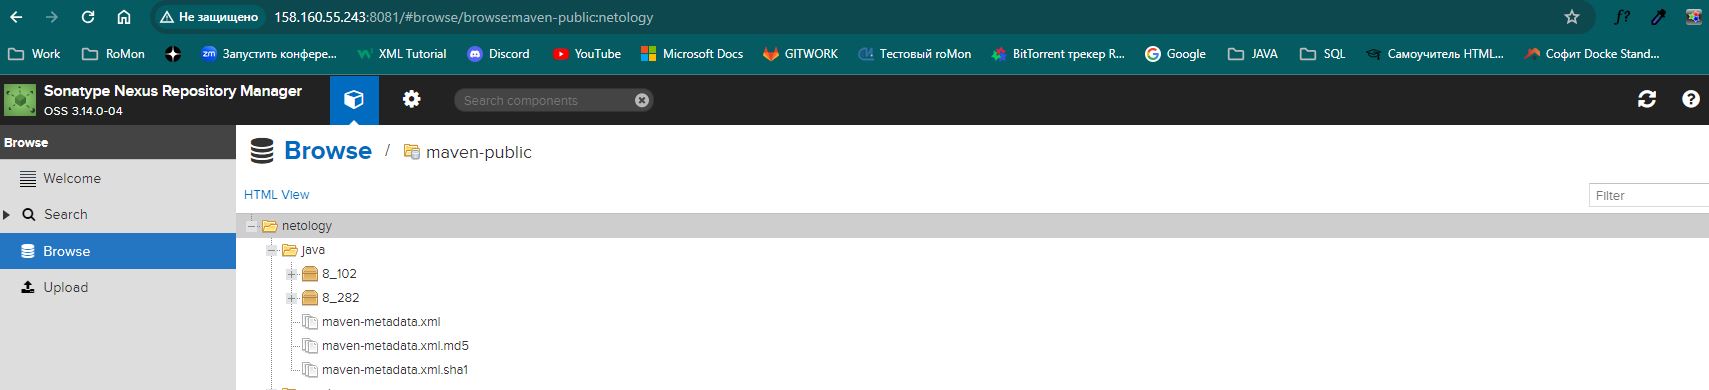 Не защищено 158.160.55.243:8081/#browse/browse:maven-public:netology f?
Work RoMon zm Запустить конфере... XML Tutorial Discord YouTube Microsoft Docs GITWORK Тестовый roMon BitTorrent трекер R... Google JAVA SQL Самоучитель HTML... Софит Docke Stand...
Sonatype Nexus Repository Manager
OSS 3.14.0-04
Search components
Browse
Browse / maven-public
Welcome
HTML View
Filter
Search
netology
Browse
java
8_102
Upload
8_282
maven-metadata.xml
maven-metadata.xml.md5
maven-metadata.xml.sha1